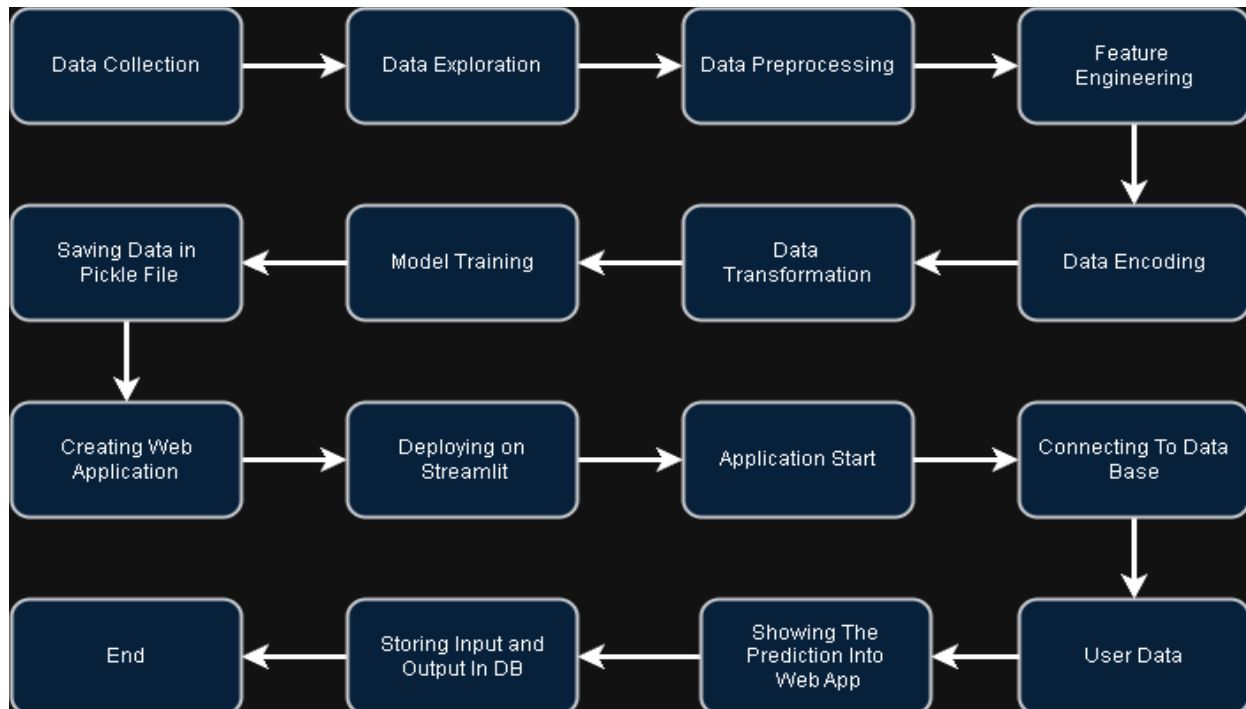 Data Collection
Data Exploration
Data Preprocessing
Feature
Engineering
Saving Data in
Pickle File
Model Training
Data
Transformation
Data Encoding
Creating Web
Application
Deploying on
Streamlit
Application Start
Connecting To Data
Base
End
Storing Input and
Output In DB
Showing The
Prediction Into
Web App
User Data